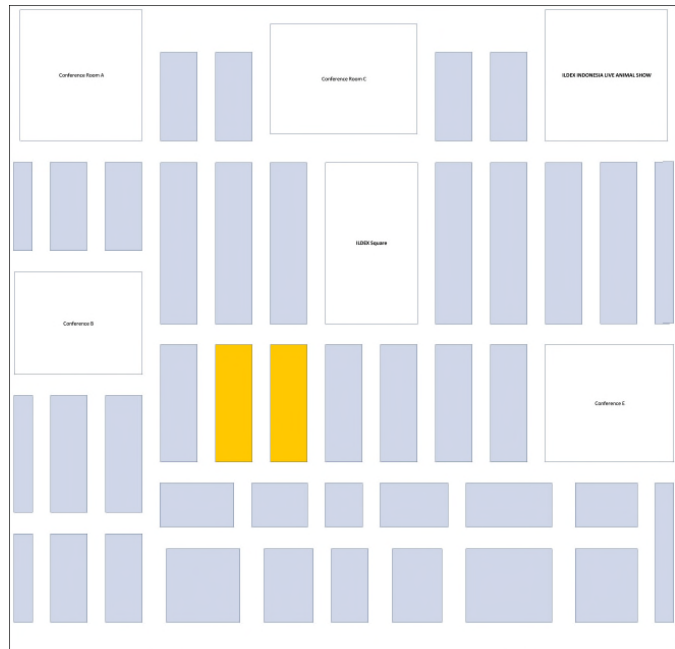 Conference Room A
Conference Room C
ILDEX INDONESIA LIVE ANIMAL SHOW
ILDEX Square
Conference B
Conference E